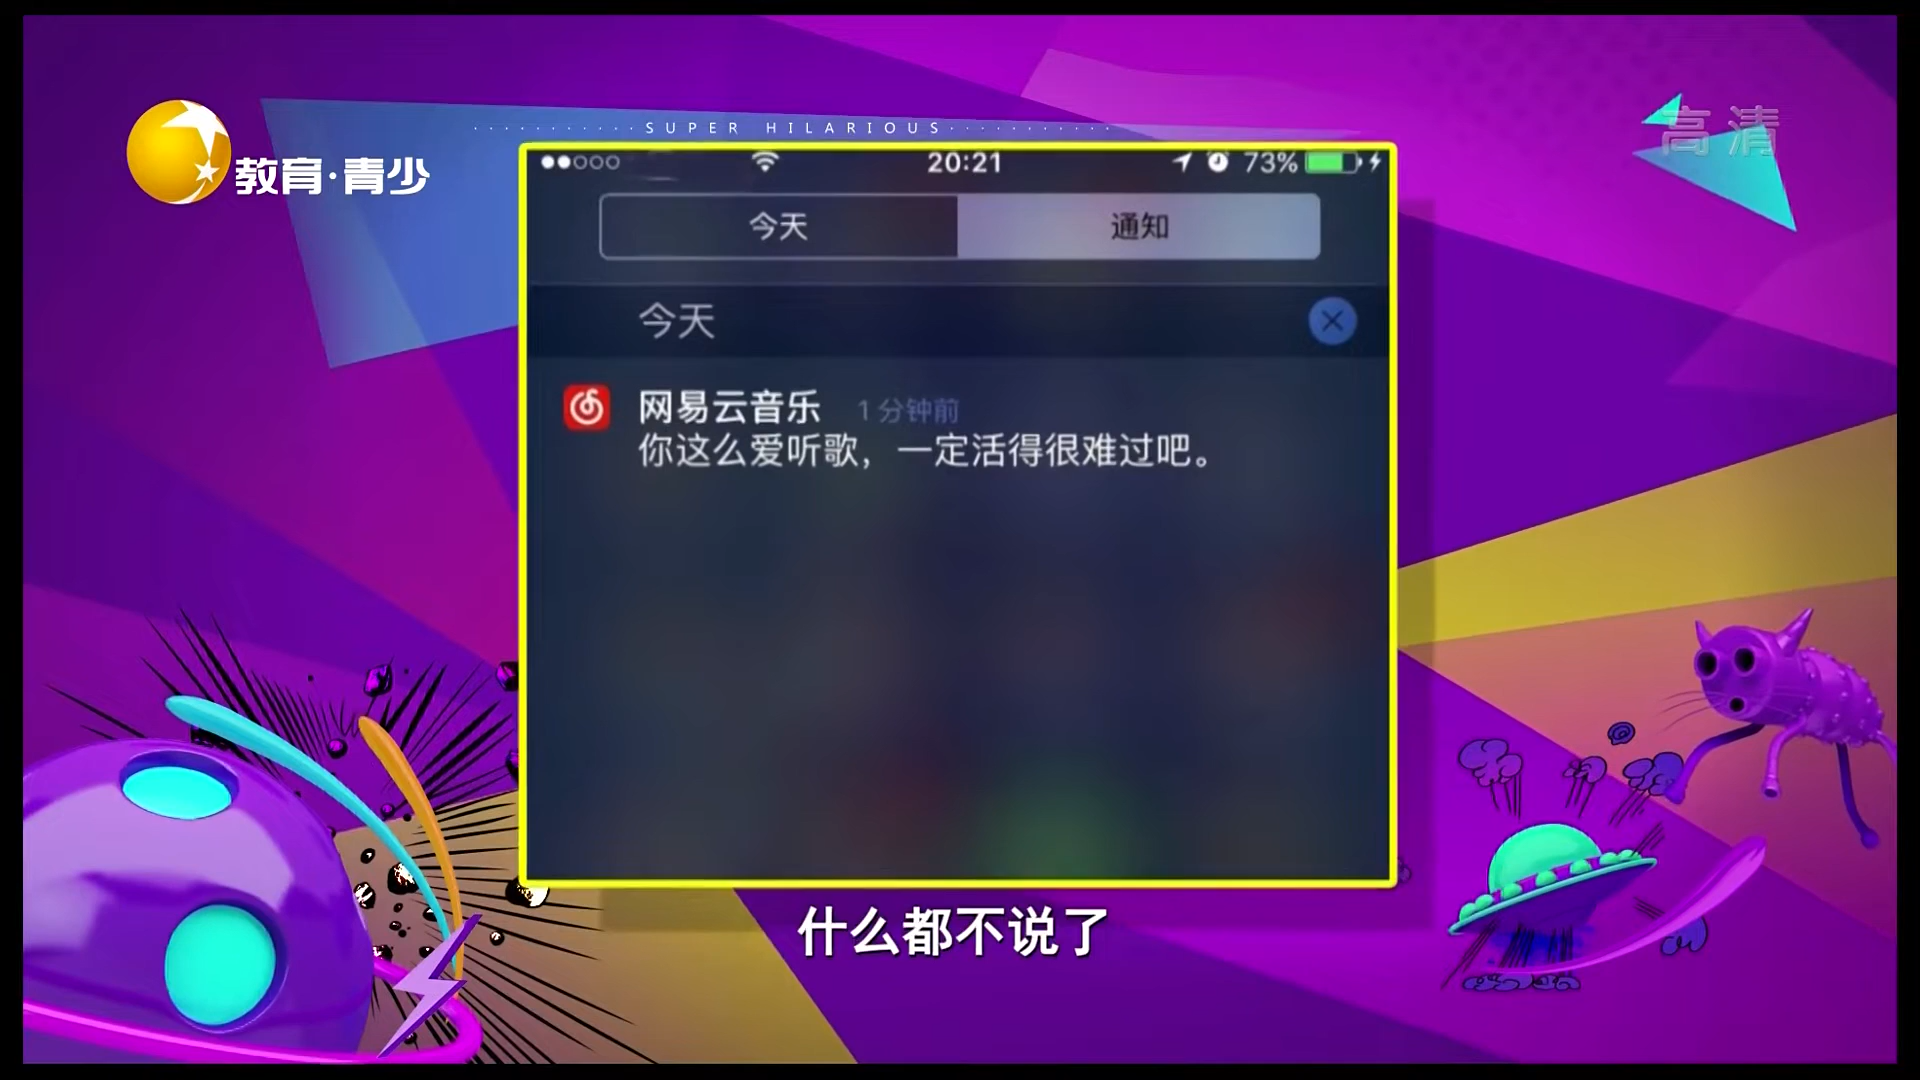 SUPER HILARIOUS
高清
教育·青少
20:21
73%
今天
通知
今天
网易云音乐 1分钟前
你这么爱听歌，一定活得很难过吧。
什么都不说了